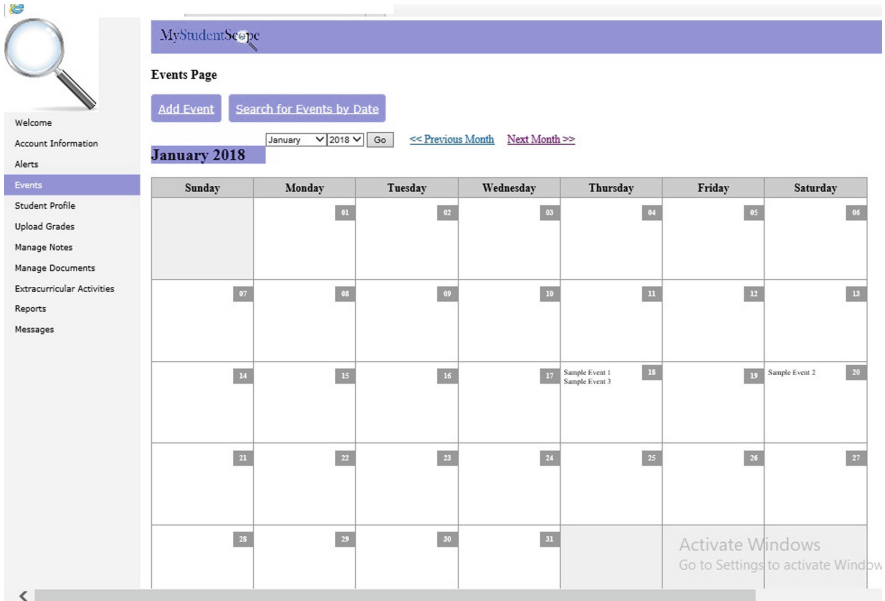 MyStudentScope
Welcome
Account Information
Alerts
Events
Student Profile
Upload Grades
Manage Notes
Manage Documents
Extracurricular Activities
Reports
Messages
Events Page
Add Event Search for Events by Date
January 2018 Go << Previous Month Next Month >>
January 2018
Sunday Monday Tuesday Wednesday Thursday Friday Saturday
01 02 03 04 05 06
07 08 09 10 11 12 13
14 15 16 17 Sample Event 1 18 19 Sample Event 2 20
Sample Event 3
21 22 23 24 25 26 27
28 29 30 31
Activate Windows
Go to Settings to activate Window